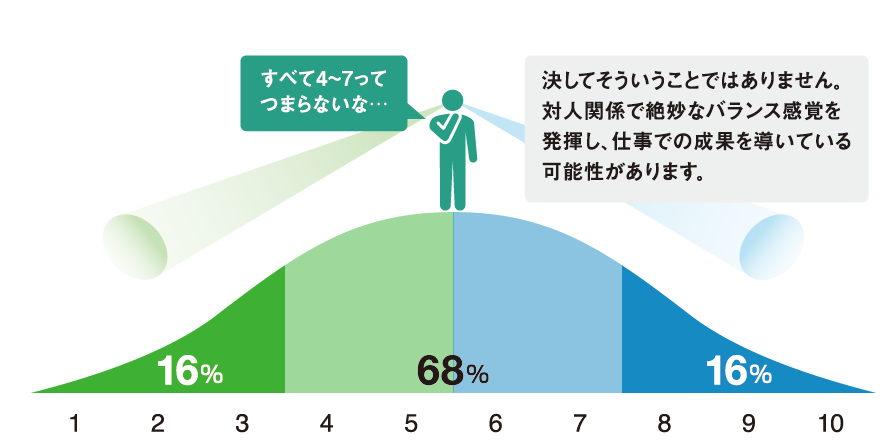 すべて4~7って
つまらないな…
決してそういうことではありません。
対人関係で絶妙なバランス感覚を
発揮し、仕事での成果を導いている
可能性があります。
16%
68%
16%
1 2 3 4 5 6 7 8 9 10